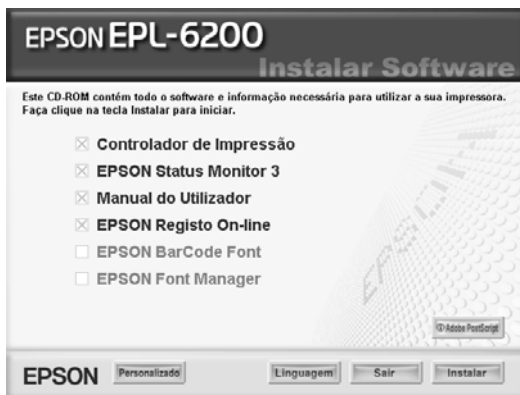 EPSON EPL-6200
Instalar Software
Este CD-ROM contém todo o software e informação necessária para utilizar a sua impressora.
Faça clique na tecla Instalar para iniciar.
Controlador de Impressão
EPSON Status Monitor 3
Manual do Utilizador
EPSON Registo On-line
EPSON BarCode Font
EPSON Font Manager
EPSON
Adobe PostScript
EPSON
Personalizado
Linguagem
Sair
Instalar